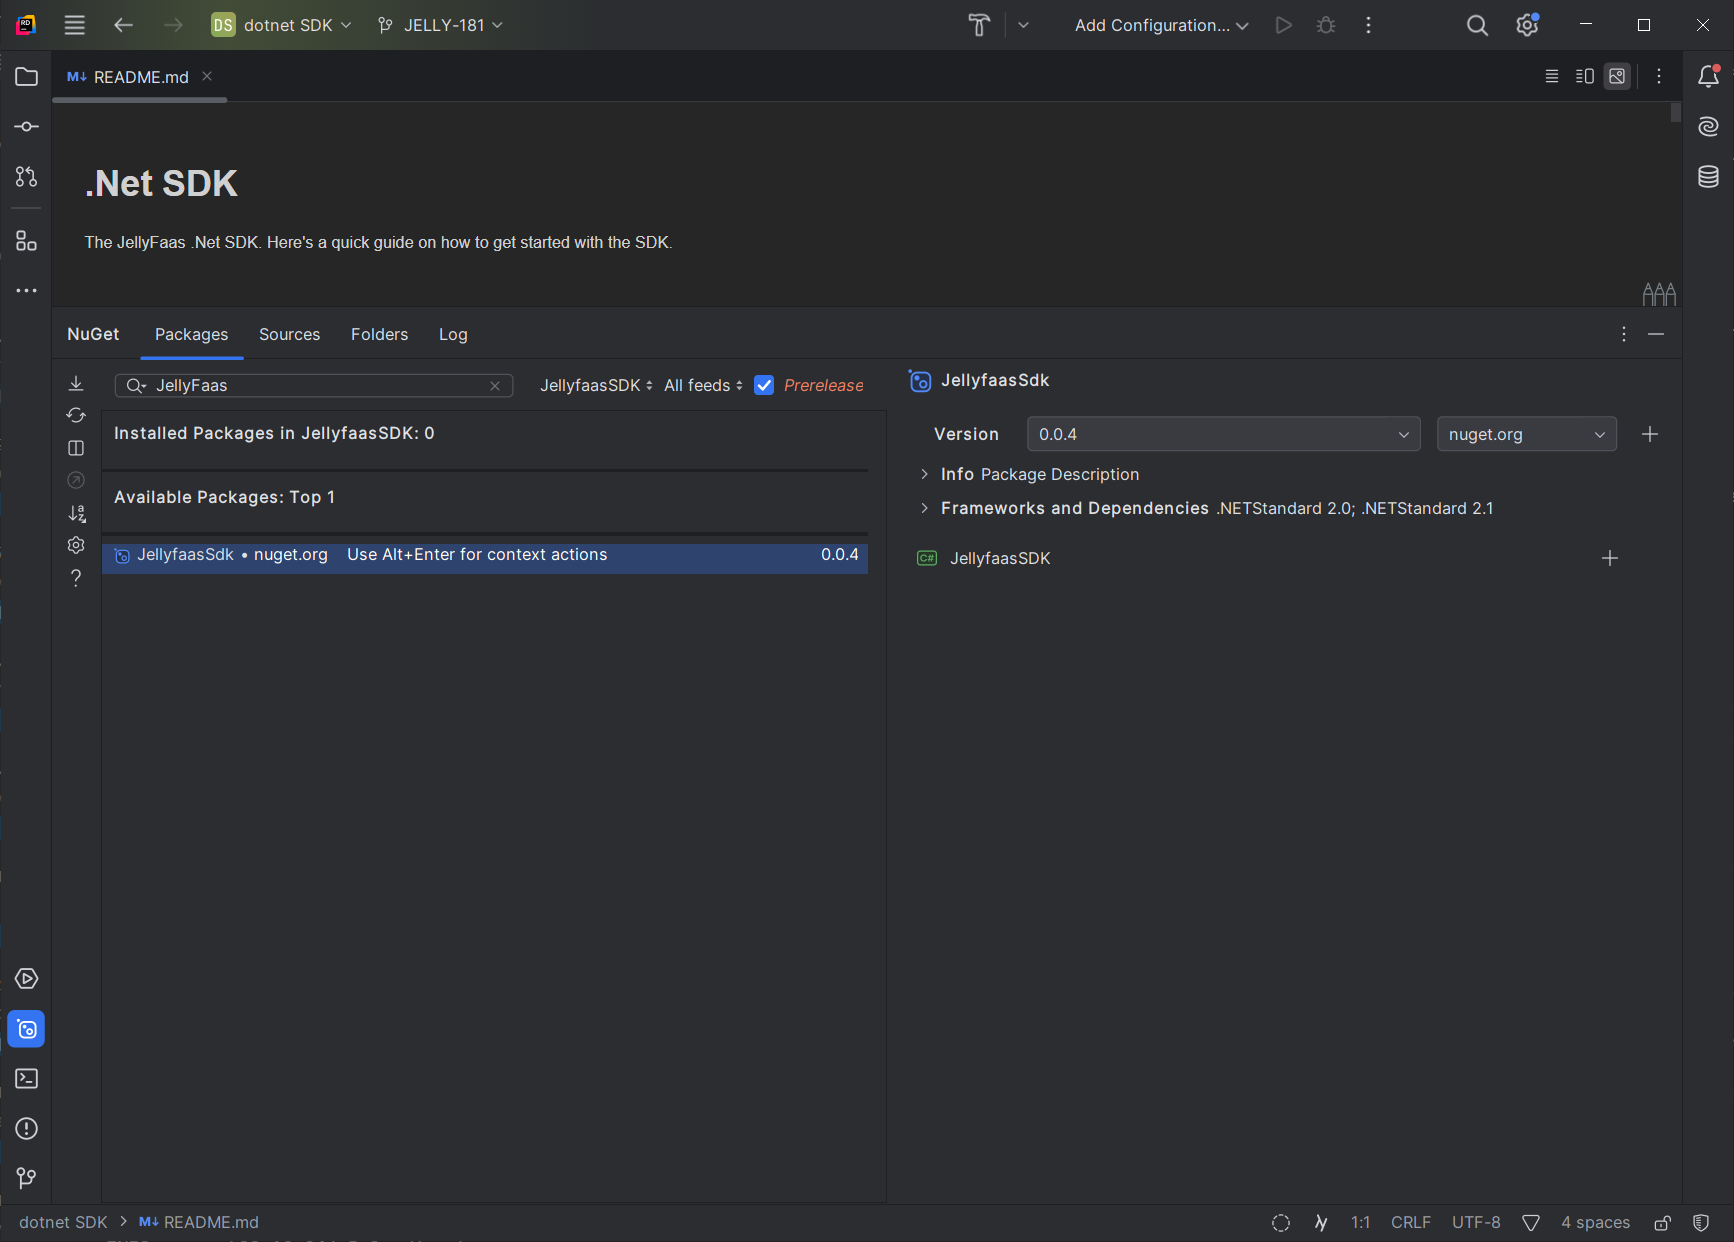 DS dotnet SDK JELLY-181 Add Configuration...
M↓ README.md
.Net SDK
The JellyFaas .Net SDK. Here's a quick guide on how to get started with the SDK.
NuGet Packages Sources Folders Log
JellyFaas JellyfaasSDK All feeds Prerelease
Installed Packages in JellyfaasSDK: 0
Available Packages: Top 1
JellyfaasSdk • nuget.org Use Alt+Enter for context actions 0.0.4
JellyfaasSdk
Version 0.0.4 nuget.org
Info Package Description
Frameworks and Dependencies .NETStandard 2.0; .NETStandard 2.1
C# JellyfaasSDK
dotnet SDK > M↓ README.md 1:1 CRLF UTF-8 4 spaces